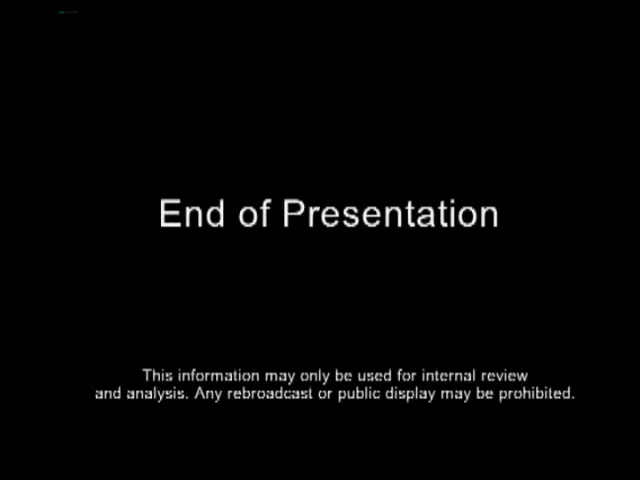 End of Presentation
This information may only be used for internal review
and analysis. Any rebroadcast or public display may be prohibited.